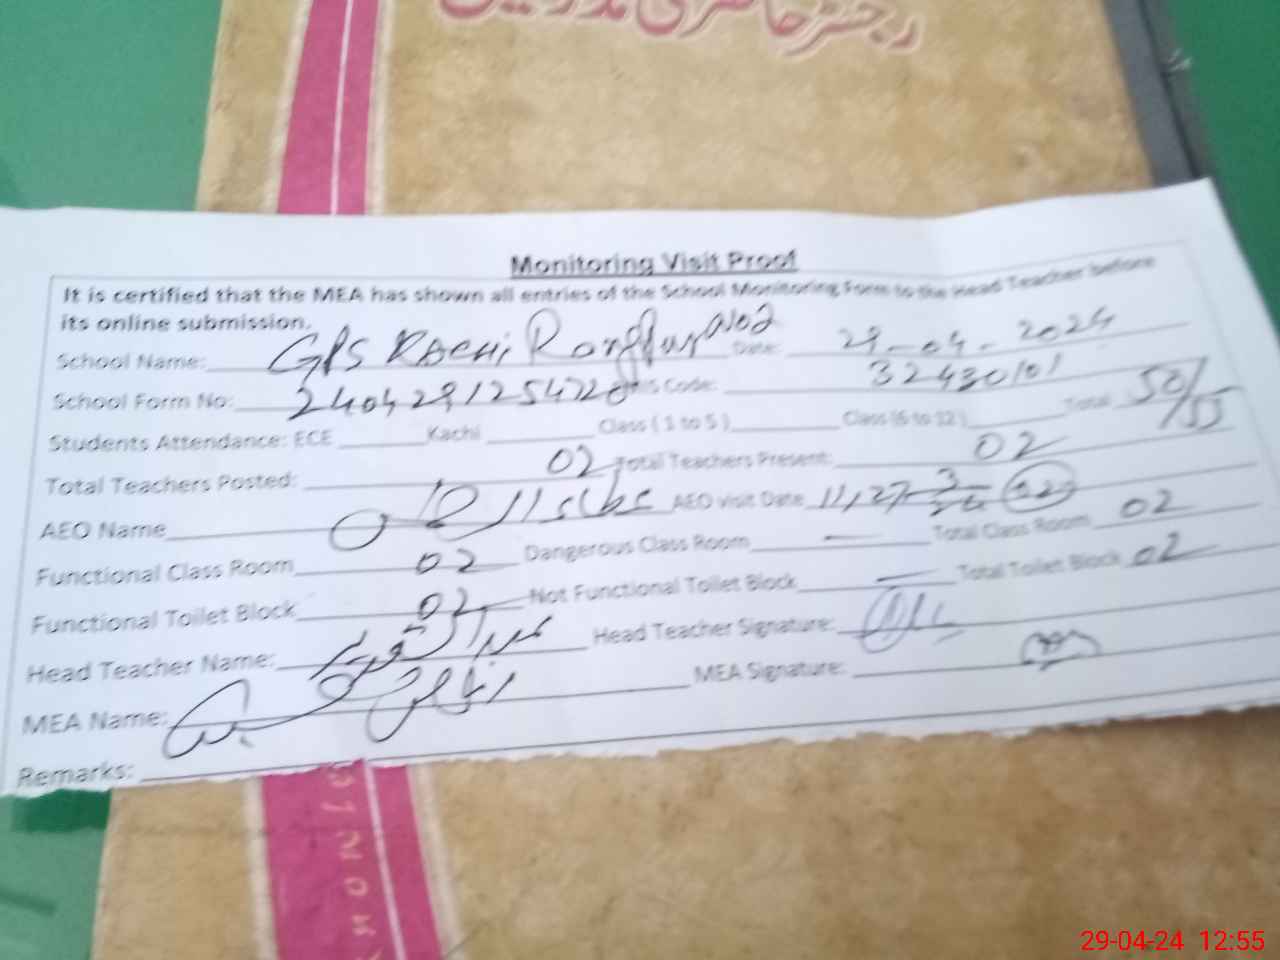 رجسٹر حاضری مدرسین
Monitoring Visit Proof
It is certified that the MEA has shown all entries of the School Monitoring Form to the Head Teacher before
its online submission.
School Name: GPS Kachi Rangpur No2 Date: 29-04-2024
School Form No: Code: 32430101
Students Attendance: ECE Kachi Class (1 to 5) Class (6 to 12) Total 50/55
Total Teachers Posted: 02 Total Teachers Present: 02
AEO Name AEO visit Date 11,27
Functional Class Room 02 Dangerous Class Room — Total Class Room 02
Functional Toilet Block 02 Not Functional Toilet Block — Total Toilet Block 02
Head Teacher Name: Head Teacher Signature:
MEA Name: MEA Signature:
Remarks:
29-04-24 12:55